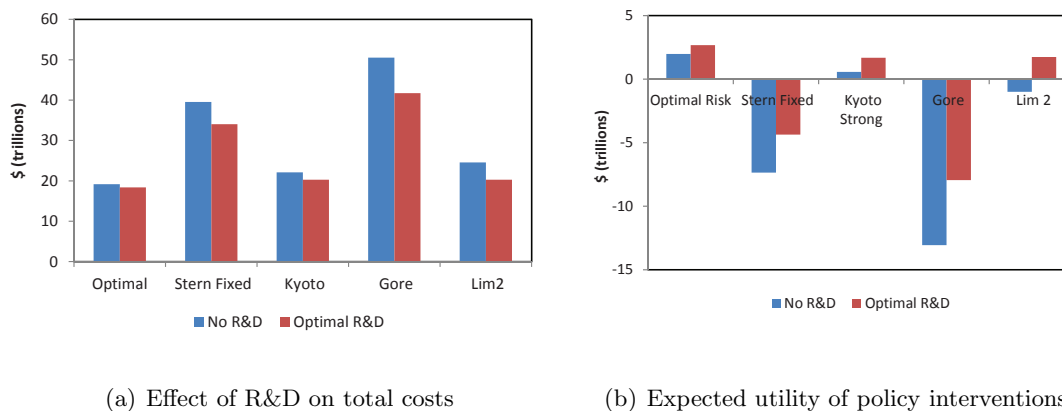 60
50
40
30
20
10
0
$ (trillions)
Optimal Stern Fixed Kyoto Gore Lim2
No R&D Optimal R&D
(a) Effect of R&D on total costs
5
0
-5
-10
-15
$ (trillions)
Optimal Risk Stern Fixed Kyoto Gore Lim 2
Strong
No R&D Optimal R&D
(b) Expected utility of policy interventions